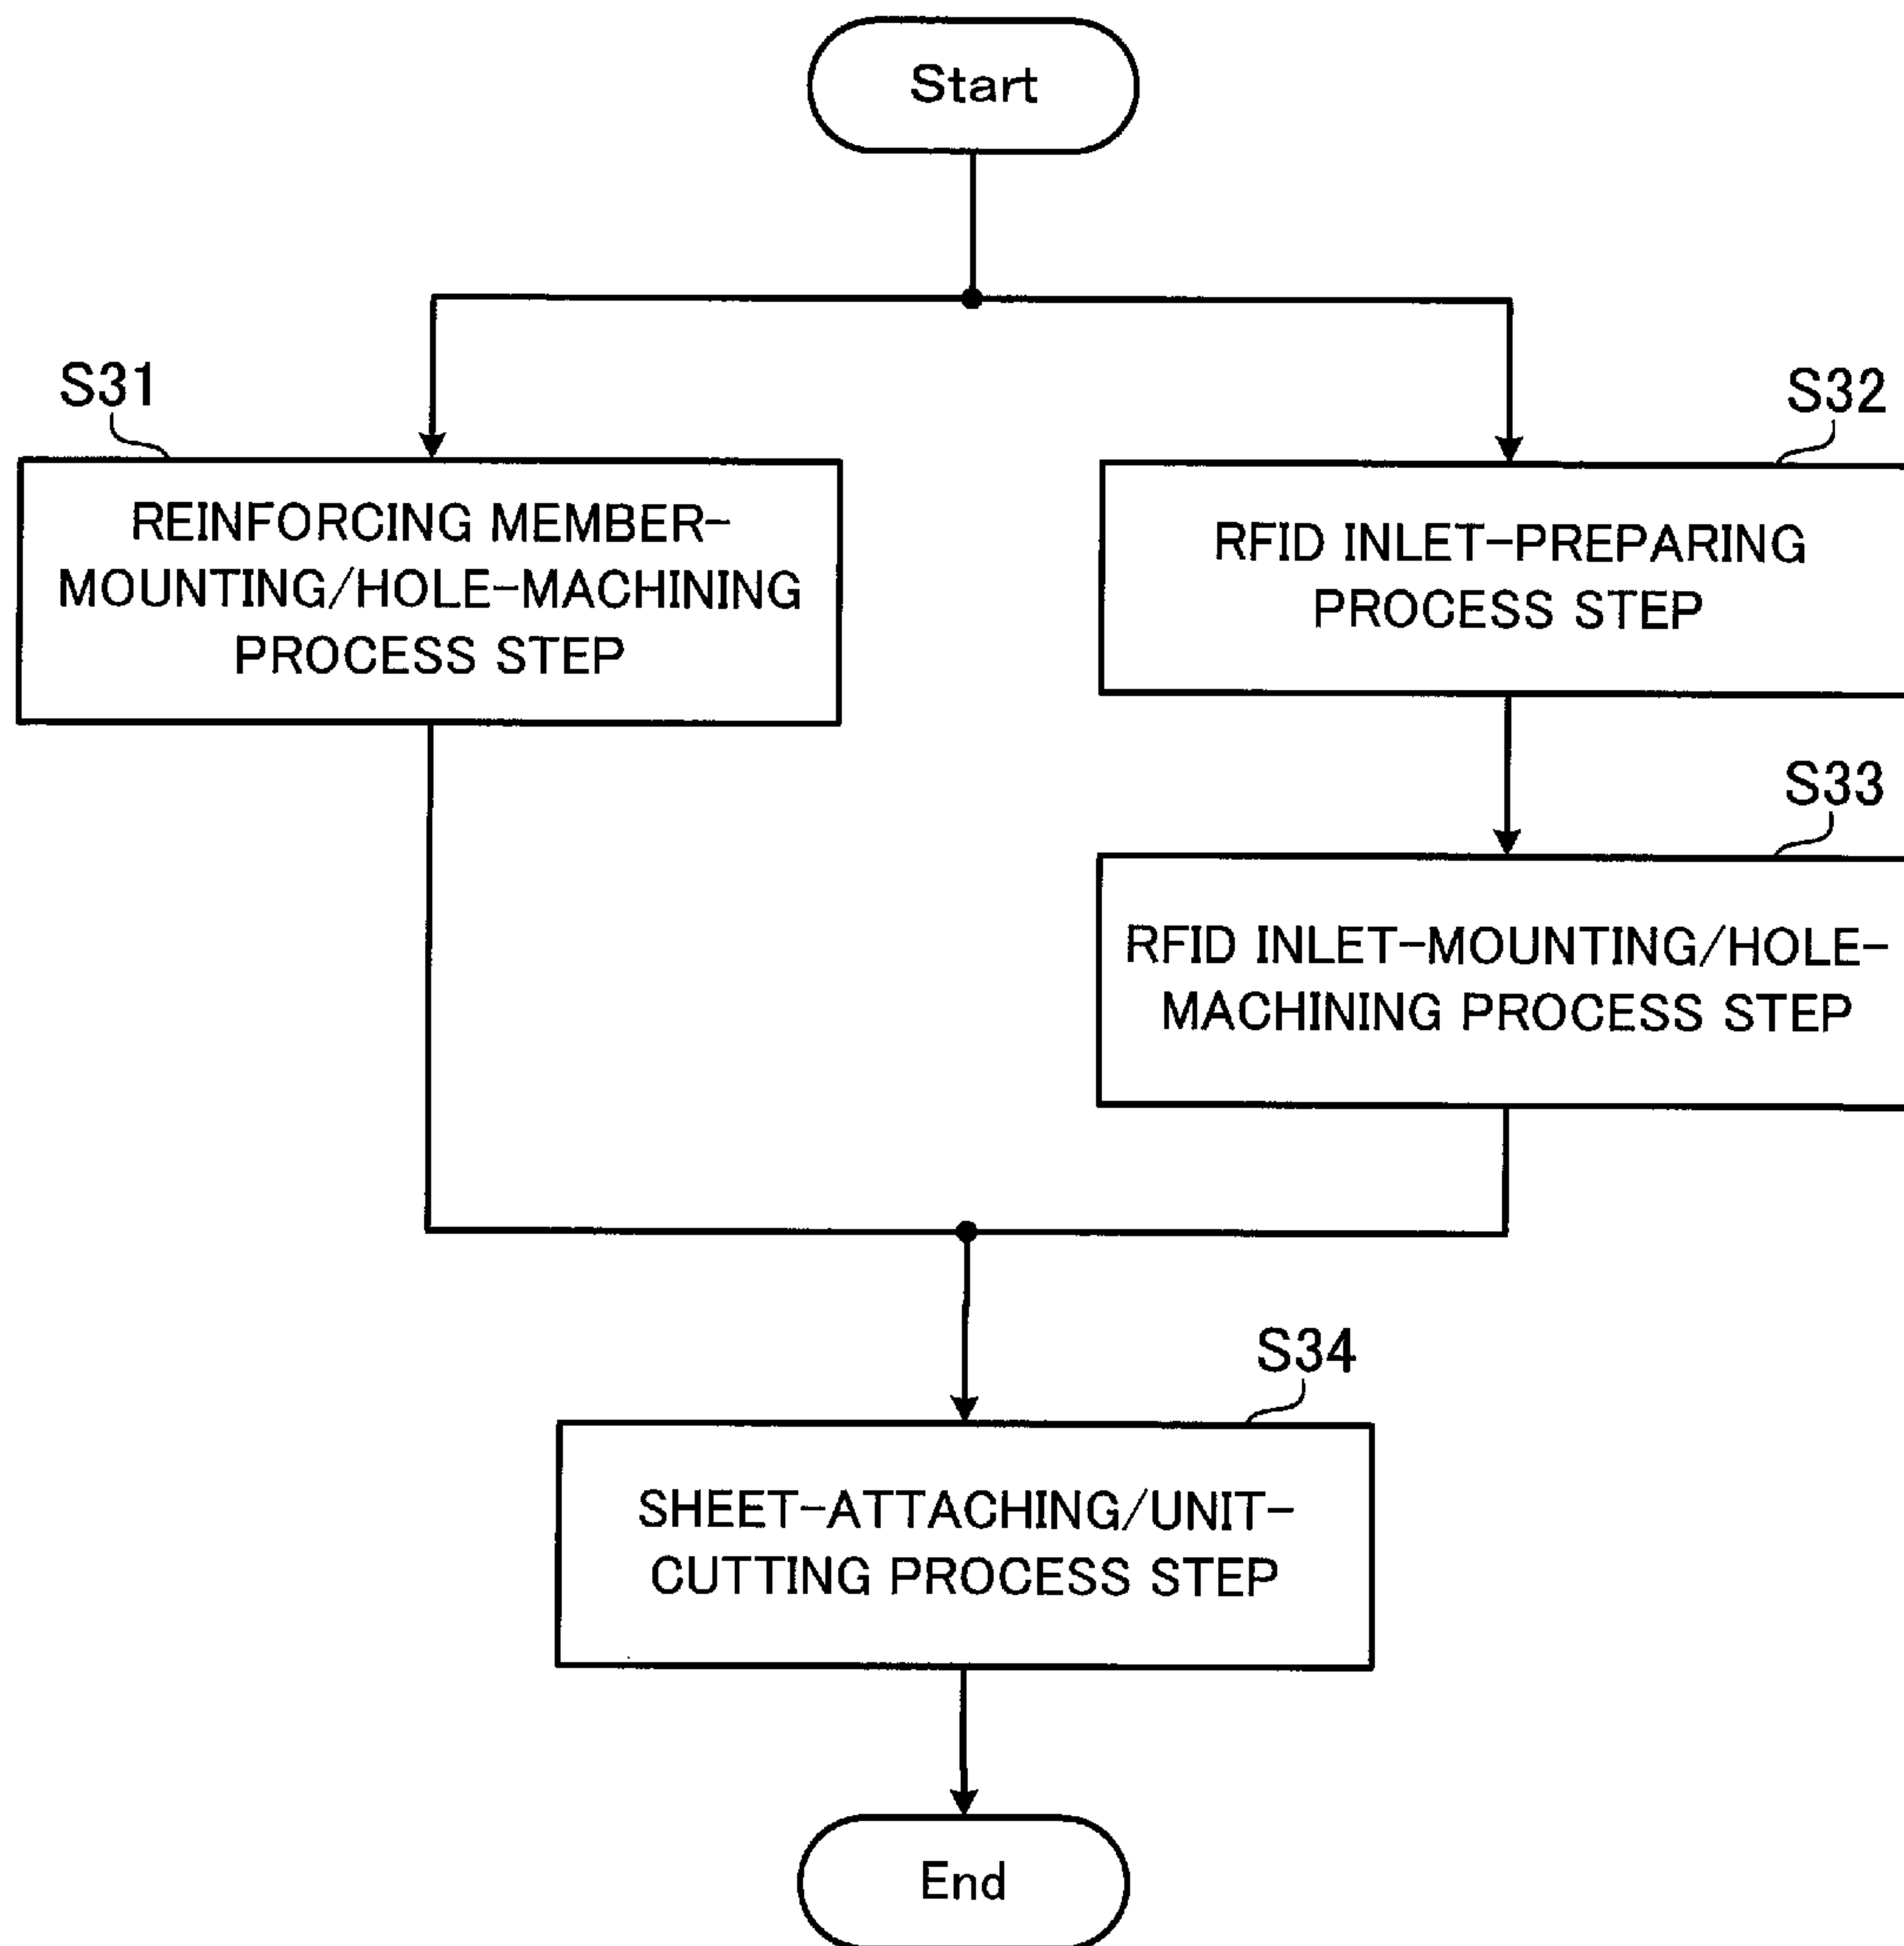 Start
S31
REINFORCING MEMBER-
MOUNTING/HOLE-MACHINING
PROCESS STEP
S32
RFID INLET-PREPARING
PROCESS STEP
S33
RFID INLET-MOUNTING/HOLE-
MACHINING PROCESS STEP
S34
SHEET-ATTACHING/UNIT-
CUTTING PROCESS STEP
End